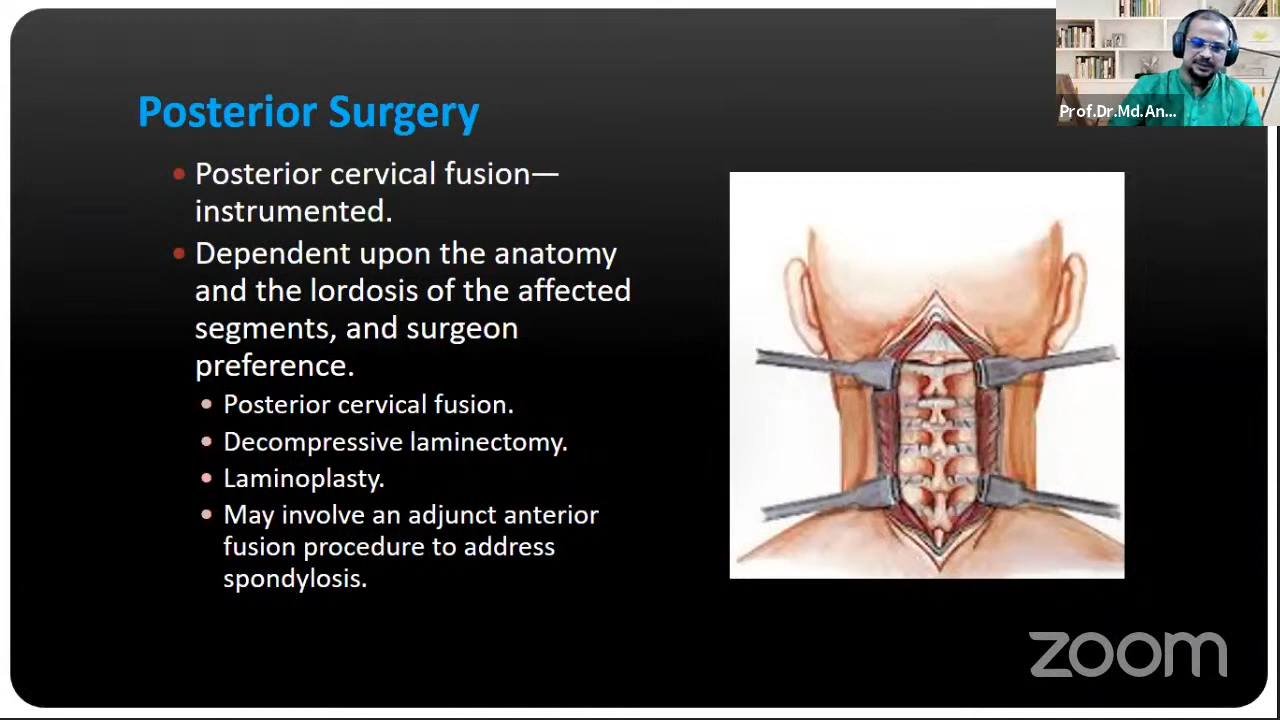 Posterior Surgery
• Posterior cervical fusion—
instrumented.
• Dependent upon the anatomy
and the lordosis of the affected
segments, and surgeon
preference.
• Posterior cervical fusion.
• Decompressive laminectomy.
• Laminoplasty.
• May involve an adjunct anterior
fusion procedure to address
spondylosis.
Prof.Dr.Md.An...
zoom